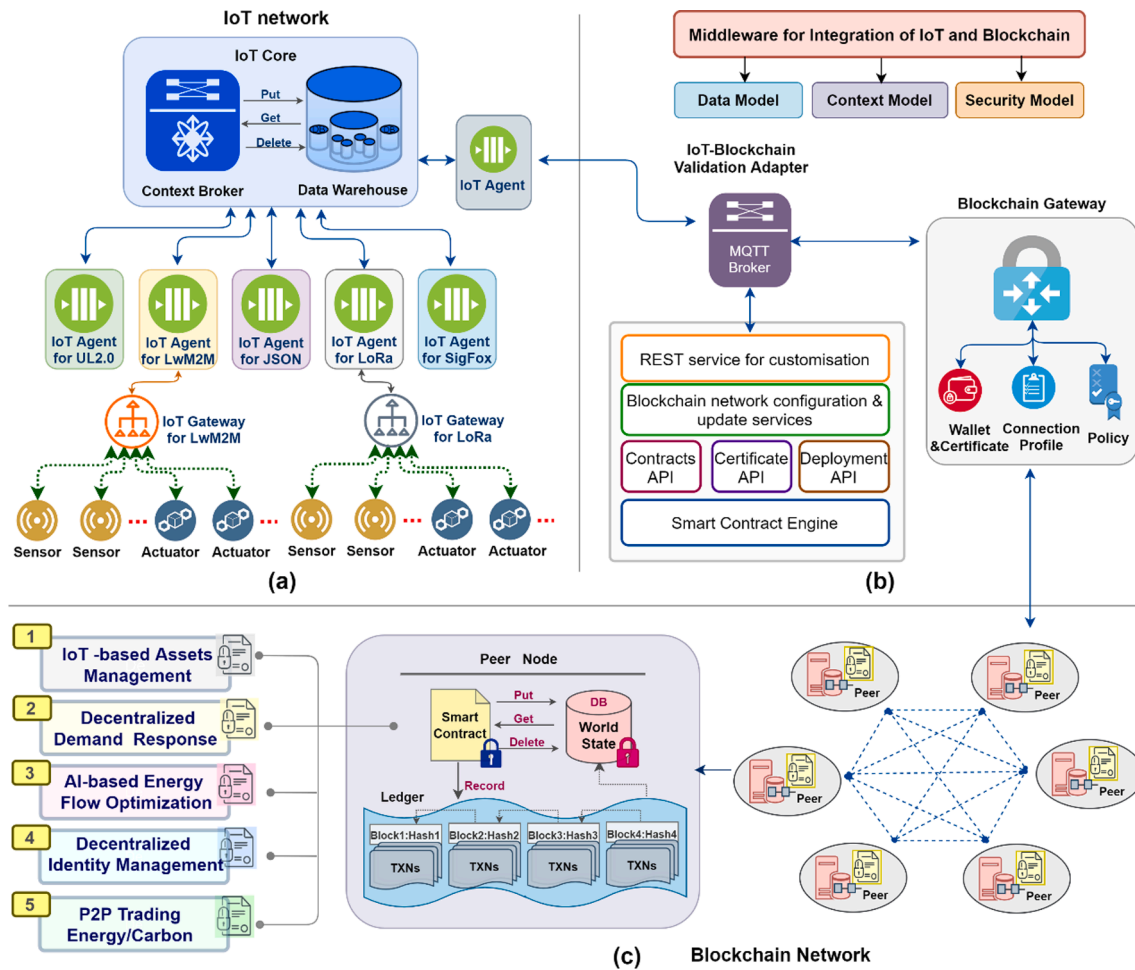 IoT network
IoT Core
Put
Get
Delete
Context Broker
Data Warehouse
IoT Agent
IoT Agent
for UL2.0
IoT Agent
for LwM2M
IoT Agent
for JSON
IoT Agent
for LoRa
IoT Agent
for SigFox
IoT Gateway
for LwM2M
IoT Gateway
for LoRa
Sensor
Sensor
Actuator
Actuator
Sensor
Sensor
Actuator
Actuator
(a)
Middleware for Integration of IoT and Blockchain
Data Model
Context Model
Security Model
IoT-Blockchain
Validation Adapter
MQTT
Broker
Blockchain Gateway
Wallet
&Certificate
Connection
Profile
Policy
REST service for customisation
Blockchain network configuration &
update services
Contracts
API
Certificate
API
Deployment
API
Smart Contract Engine
(b)
1
IoT -based Assets
Management
2
Decentralized
Demand Response
3
AI-based Energy
Flow Optimization
4
Decentralized
Identity Management
5
P2P Trading
Energy/Carbon
Peer Node
Smart
Contract
Put
Get
Delete
DB
World
State
Record
Ledger
Block1:Hash1
Block2:Hash2
Block3:Hash3
Block4:Hash4
TXNs
TXNs
TXNs
TXNs
Peer
Peer
Peer
Peer
Peer
Peer
(c)
Blockchain Network